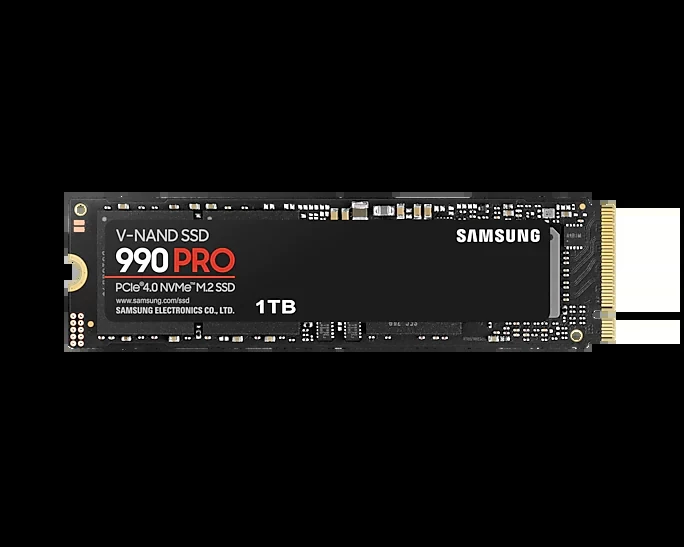 V-NAND SSD
SAMSUNG
990 PRO
PCIe®4.0 NVMe™ M.2 SSD
www.samsung.com/ssd
SAMSUNG ELECTRONICS CO., LTD.
1TB